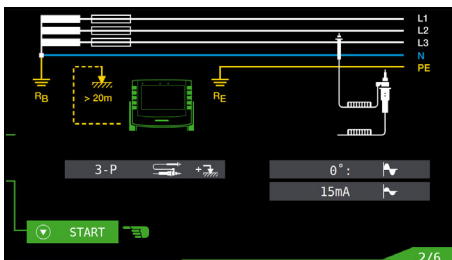 L1
L2
L3
N
PE
R_B
> 20m
R_E
3-P
+
0°:
15mA
START
2/6